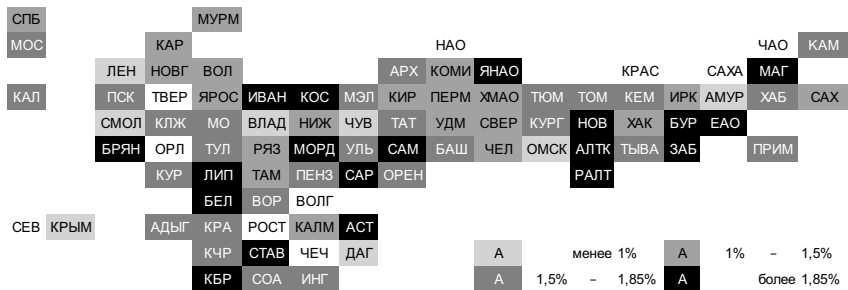 СПБ МУРМ
МОС КАР НАО ЧАО КАМ
ЛЕН НОВГ ВОЛ АРХ КОМИ ЯНАО КРАС САХА МАГ
КАЛ ПСК ТВЕР ЯРОС ИВАН КОС МЭЛ КИР ПЕРМ ХМАО ТЮМ ТОМ КЕМ ИРК АМУР ХАБ САХ
СМОЛ КЛЖ МО ВЛАД НИЖ ЧУВ ТАТ УДМ СВЕР КУРГ НОВ ХАК БУР ЕАО
БРЯН ОРЛ ТУЛ РЯЗ МОРД УЛЬ САМ БАШ ЧЕЛ ОМСК АЛТК ТЫВА ЗАБ ПРИМ
КУР ЛИП ТАМ ПЕНЗ САР ОРЕН РАЛТ
БЕЛ ВОР ВОЛГ
СЕВ КРЫМ АДЫГ КРА РОСТ КАЛМ АСТ
КЧР СТАВ ЧЕЧ ДАГ А менее 1% А 1% – 1,5%
КБР СОА ИНГ А 1,5% – 1,85% А более 1,85%